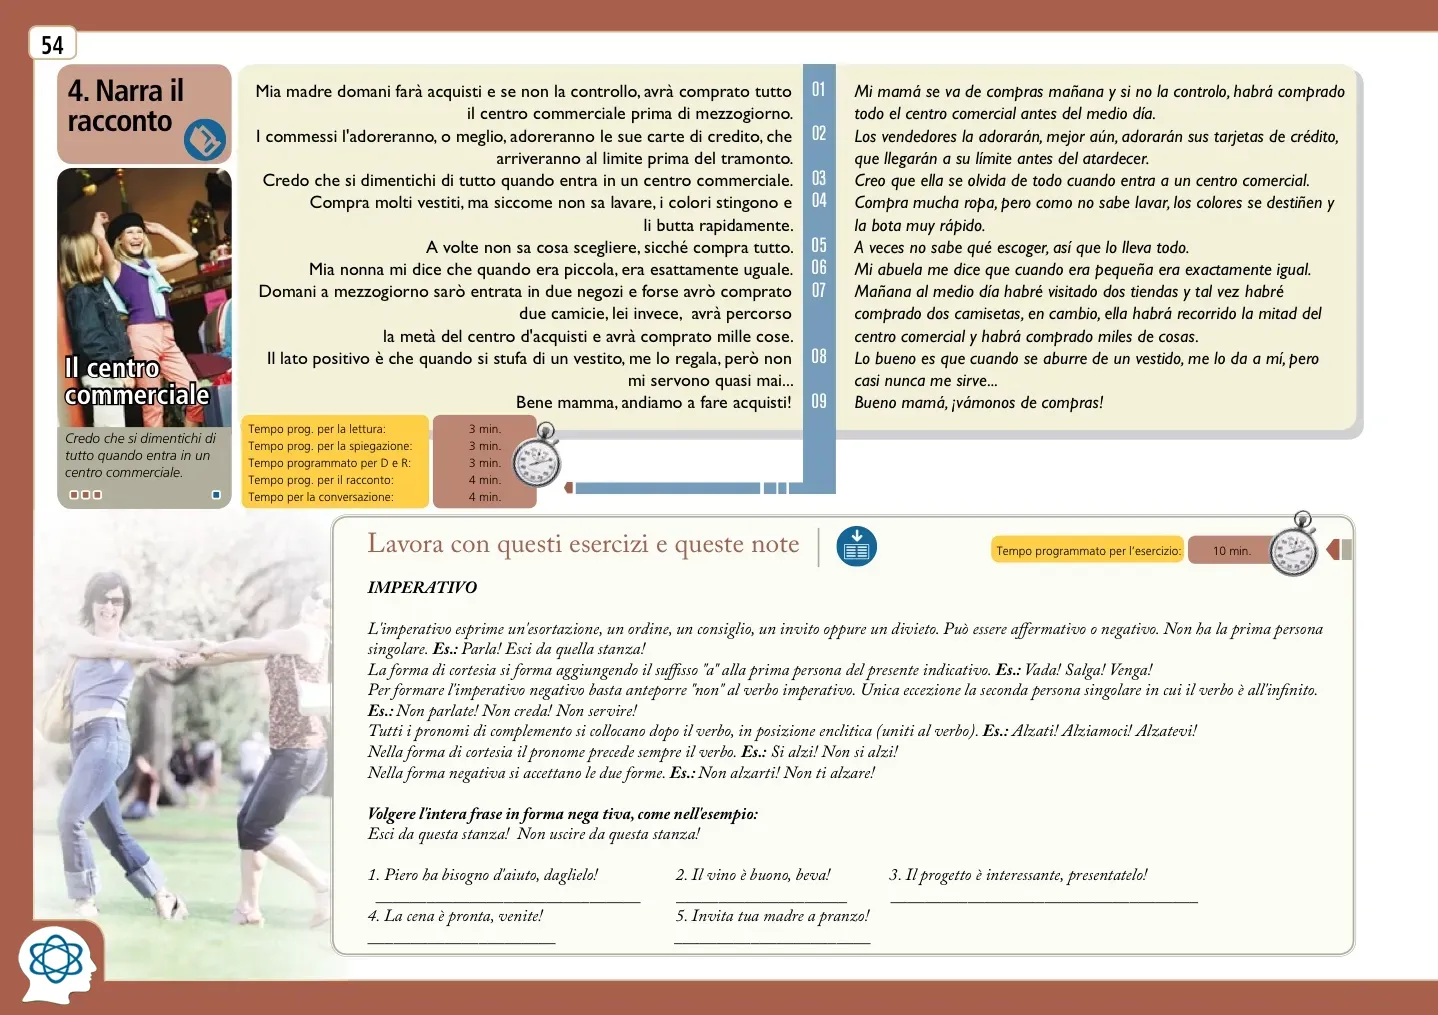 54
4. Narra il
racconto
Il centro
commerciale
Credo che si dimentichi di
tutto quando entra in un
centro commerciale.
Mia madre domani farà acquisti e se non la controllo, avrà comprato tutto
il centro commerciale prima di mezzogiorno.
I commessi l'adoreranno, o meglio, adoreranno le sue carte di credito, che
arriveranno al limite prima del tramonto.
Credo che si dimentichi di tutto quando entra in un centro commerciale.
Compra molti vestiti, ma siccome non sa lavare, i colori stingono e
li butta rapidamente.
A volte non sa cosa scegliere, sicché compra tutto.
Mia nonna mi dice che quando era piccola, era esattamente uguale.
Domani a mezzogiorno sarò entrata in due negozi e forse avrò comprato
due camicie, lei invece, avrà percorso
la metà del centro d'acquisti e avrà comprato mille cose.
Il lato positivo è che quando si stufa di un vestito, me lo regala, però non
mi servono quasi mai...
Bene mamma, andiamo a fare acquisti!
01
02
03
04
05
06
07
08
09
Mi mamá se va de compras mañana y si no la controlo, habrá comprado
todo el centro comercial antes del medio día.
Los vendedores la adorarán, mejor aún, adorarán sus tarjetas de crédito,
que llegarán a su límite antes del atardecer.
Creo que ella se olvida de todo cuando entra a un centro comercial.
Compra mucha ropa, pero como no sabe lavar, los colores se destiñen y
la bota muy rápido.
A veces no sabe qué escoger, así que lo lleva todo.
Mi abuela me dice que cuando era pequeña era exactamente igual.
Mañana al medio día habré visitado dos tiendas y tal vez habré
comprado dos camisetas, en cambio, ella habrá recorrido la mitad del
centro comercial y habrá comprado miles de cosas.
Lo bueno es que cuando se aburre de un vestido, me lo da a mí, pero
casi nunca me sirve...
Bueno mamá, ¡vámonos de compras!
Tempo prog. per la lettura: 3 min.
Tempo prog. per la spiegazione: 3 min.
Tempo programmato per D e R: 3 min.
Tempo prog. per il racconto: 4 min.
Tempo per la conversazione: 4 min.
Lavora con questi esercizi e queste note
Tempo programmato per l'esercizio: 10 min.
IMPERATIVO
L'imperativo esprime un'esortazione, un ordine, un consiglio, un invito oppure un divieto. Può essere affermativo o negativo. Non ha la prima persona
singolare. Es.: Parla! Esci da quella stanza!
La forma di cortesia si forma aggiungendo il suffisso "a" alla prima persona del presente indicativo. Es.: Vada! Salga! Venga!
Per formare l'imperativo negativo basta anteporre "non" al verbo imperativo. Unica eccezione la seconda persona singolare in cui il verbo è all'infinito.
Es.: Non parlate! Non creda! Non servire!
Tutti i pronomi di complemento si collocano dopo il verbo, in posizione enclitica (uniti al verbo). Es.: Alzati! Alziamoci! Alzatevi!
Nella forma di cortesia il pronome precede sempre il verbo. Es.: Si alzi! Non si alzi!
Nella forma negativa si accettano le due forme. Es.: Non alzarti! Non ti alzare!
Volgere l'intera frase in forma nega tiva, come nell'esempio:
Esci da questa stanza! Non uscire da questa stanza!
1. Piero ha bisogno d'aiuto, daglielo! 2. Il vino è buono, beva! 3. Il progetto è interessante, presentatelo!
4. La cena è pronta, venite! 5. Invita tua madre a pranzo!